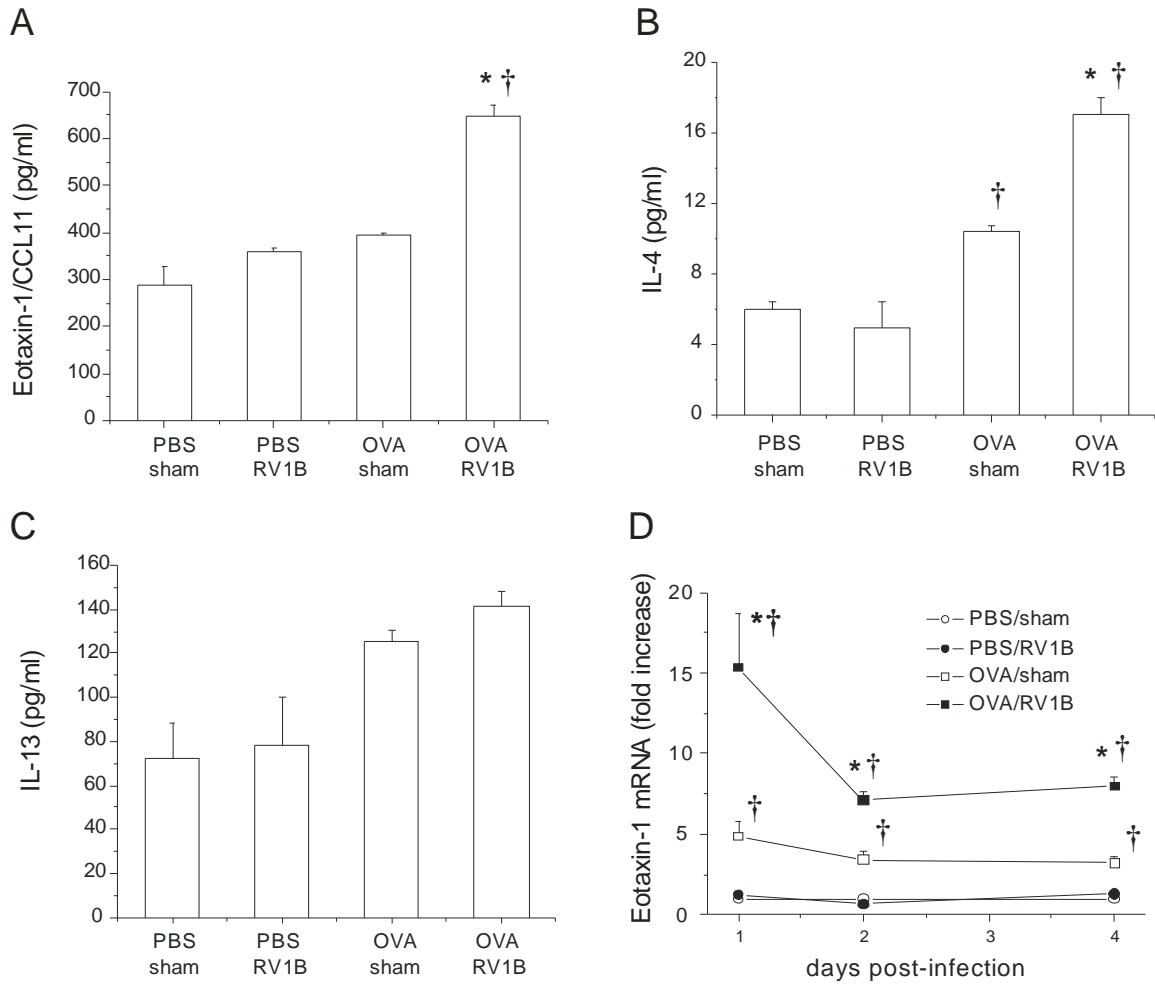 A
Eotaxin-1/CCL11 (pg/ml)
700
600
500
400
300
200
100
0
* †
PBS
sham
PBS
RV1B
OVA
sham
OVA
RV1B
B
IL-4 (pg/ml)
20
16
12
8
4
0
†
* †
PBS
sham
PBS
RV1B
OVA
sham
OVA
RV1B
C
IL-13 (pg/ml)
160
140
120
100
80
60
40
20
0
PBS
sham
PBS
RV1B
OVA
sham
OVA
RV1B
D
Eotaxin-1 mRNA (fold increase)
20
15
10
5
0
PBS/sham
PBS/RV1B
OVA/sham
OVA/RV1B
*†
*†
*†
†
†
†
1 2 3 4
days post-infection